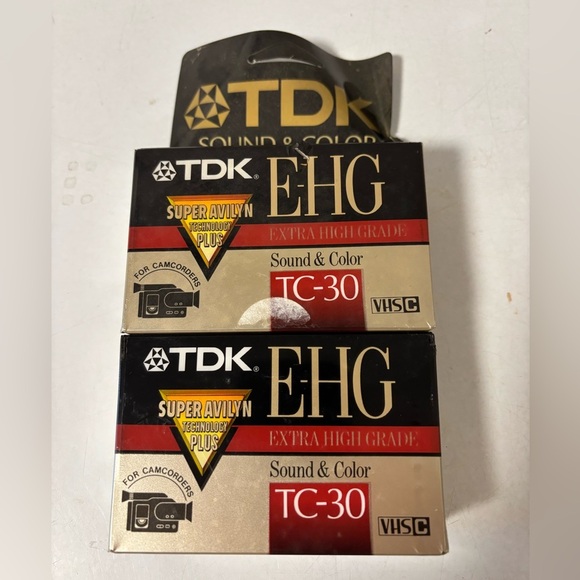 TDK
SOUND & COLOR
TDK®
E-HG
SUPER AVILYN
TECHNOLOGY
PLUS
EXTRA HIGH GRADE
FOR CAMCORDERS
Sound & Color
TC-30
VHS C
TDK®
E-HG
SUPER AVILYN
TECHNOLOGY
PLUS
EXTRA HIGH GRADE
FOR CAMCORDERS
Sound & Color
TC-30
VHS C